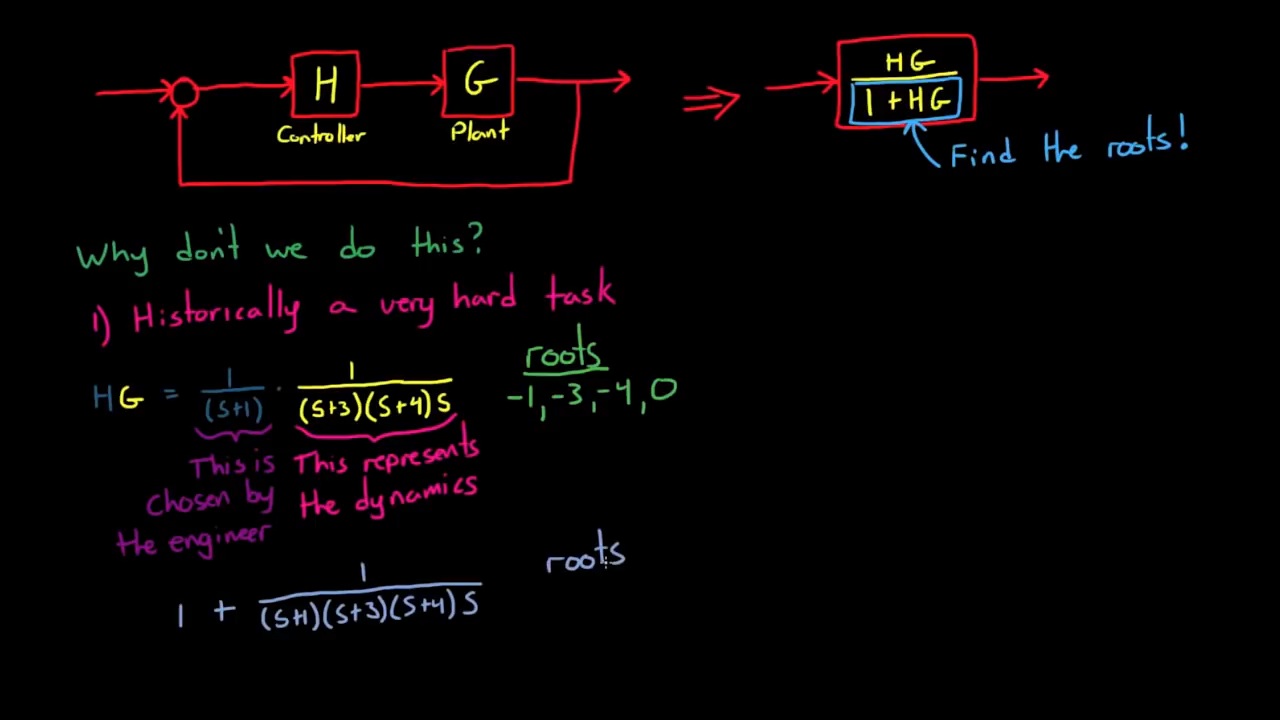 H
G
Controller
Plant
⇒
HG
1 + HG
Find the roots!
Why don't we do this?
1) Historically a very hard task
HG = 1/(s+1) · 1/((s+3)(s+4)s)
roots
-1, -3, -4, 0
This is
chosen by
the engineer
This represents
the dynamics
1 + 1/((s+1)(s+3)(s+4)s)
roots